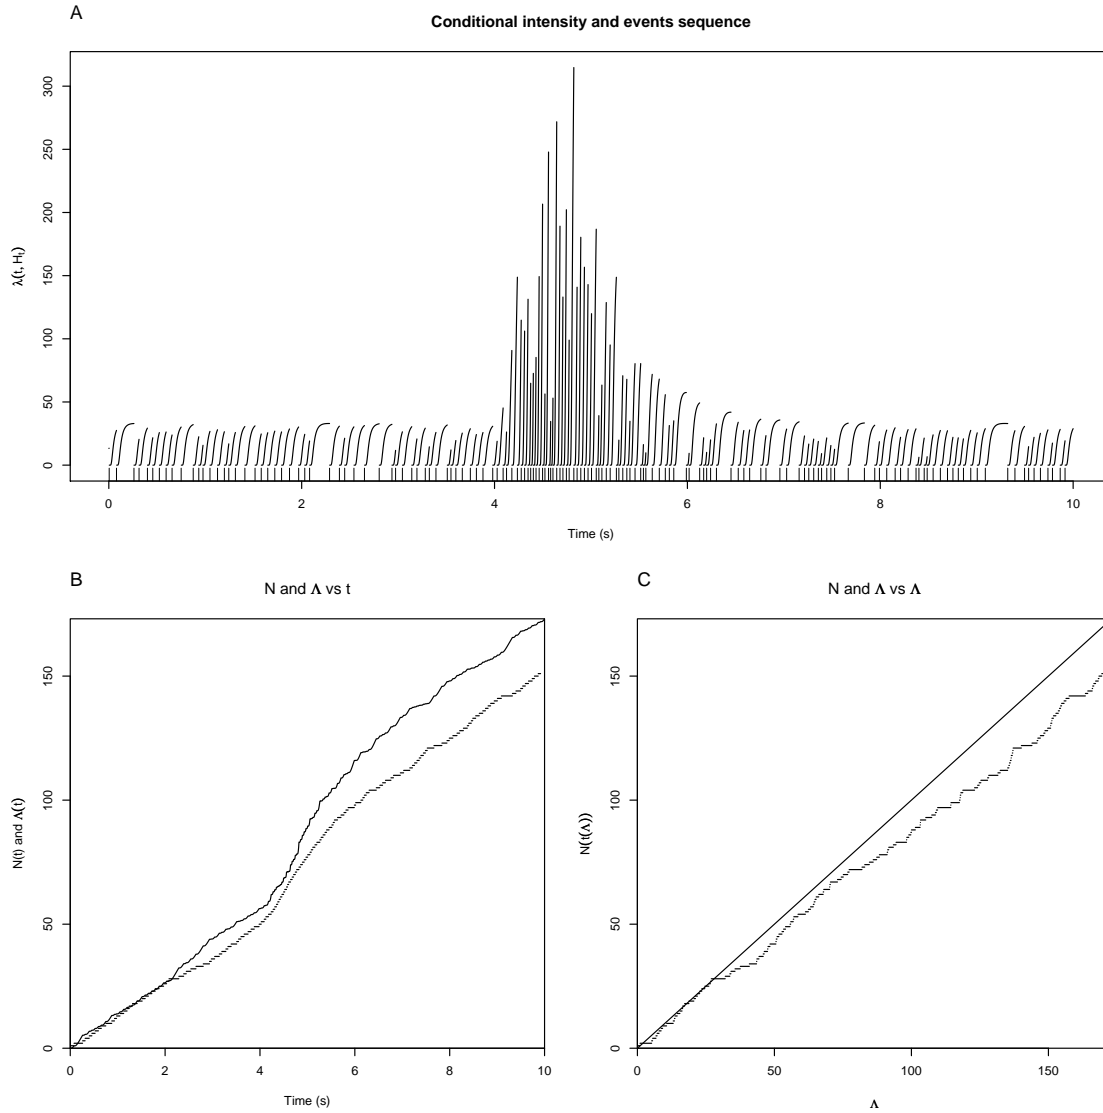 A
Conditional intensity and events sequence
300
250
200
150
100
50
0
λ(t, Hₜ)
0 2 4 6 8 10
Time (s)
B
N and Λ vs t
150
100
50
0
N(t) and Λ(t)
0 2 4 6 8 10
Time (s)
C
N and Λ vs Λ
150
100
50
0
N(t(Λ))
0 50 100 150
Λ